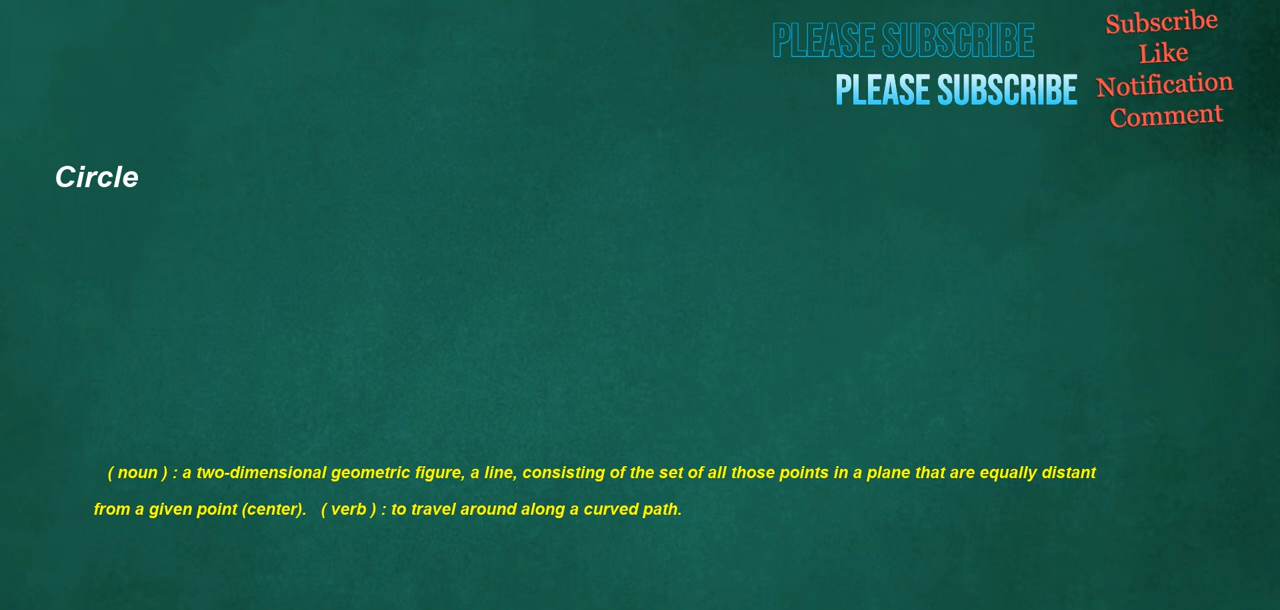 PLEASE SUBSCRIBE
PLEASE SUBSCRIBE
Subscribe
Like
Notification
Comment
Circle
( noun ) : a two-dimensional geometric figure, a line, consisting of the set of all those points in a plane that are equally distant
from a given point (center).   ( verb ) : to travel around along a curved path.